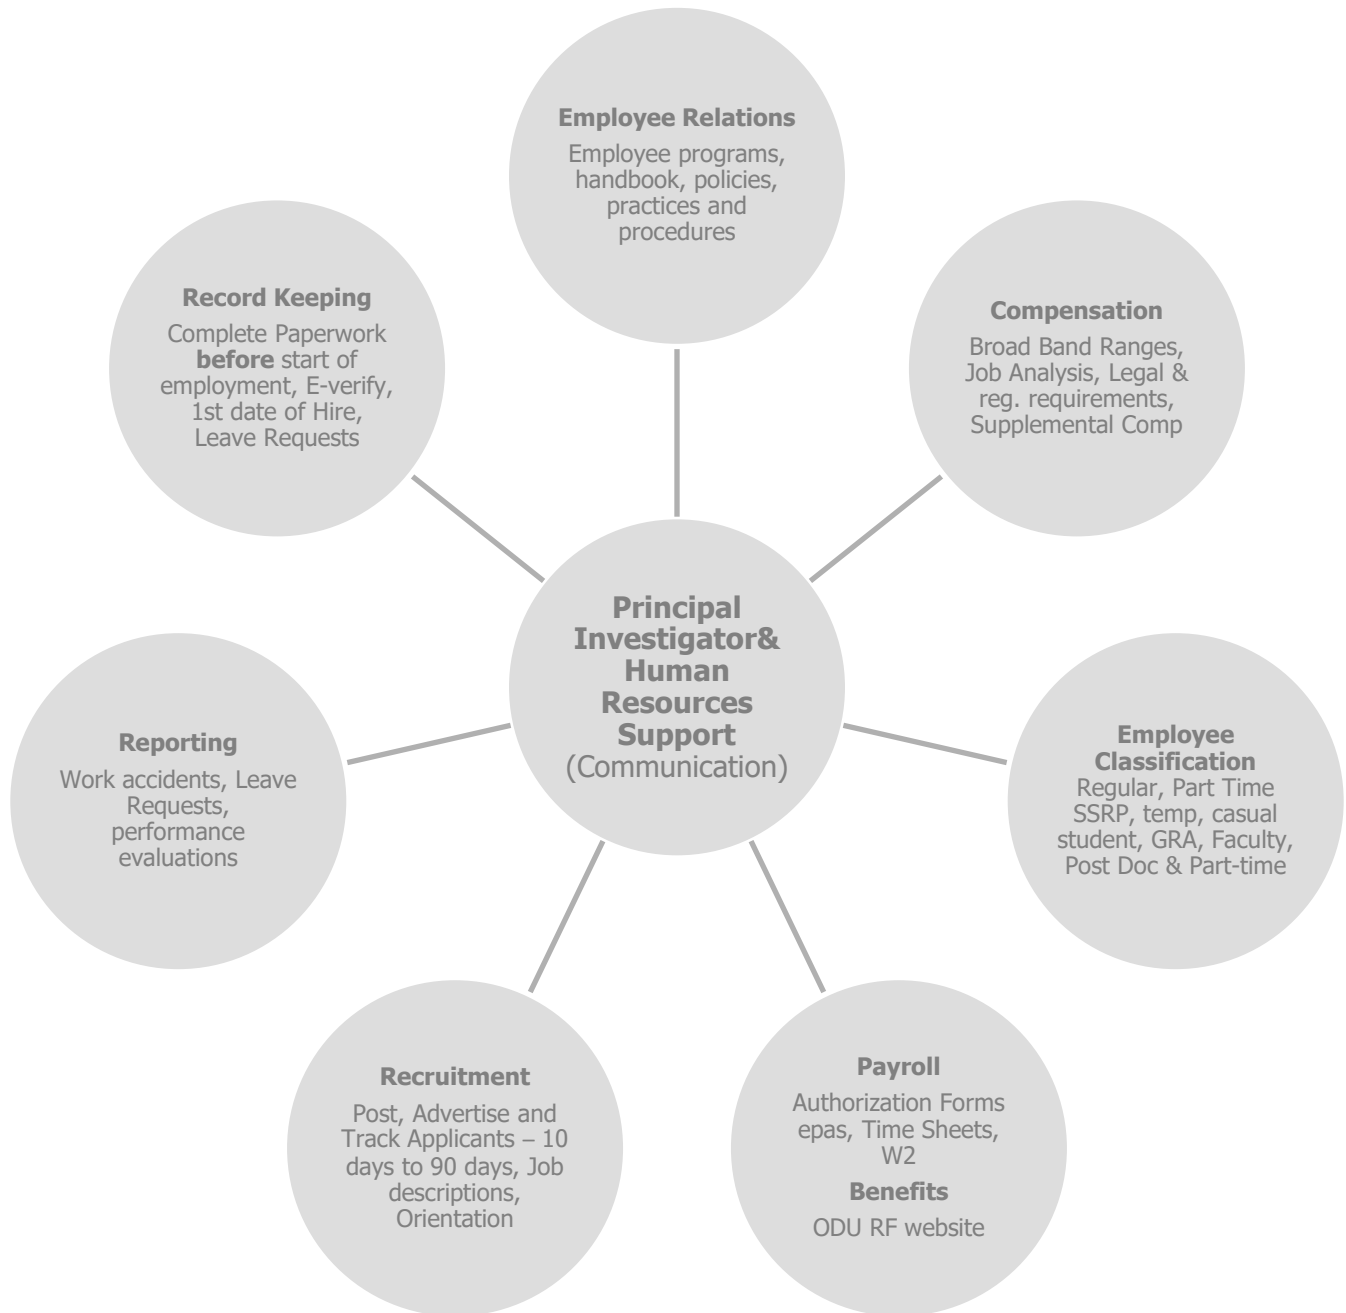 Employee Relations
Employee programs,
handbook, policies,
practices and
procedures
Record Keeping
Complete Paperwork
before start of
employment, E-verify,
1st date of Hire,
Leave Requests
Compensation
Broad Band Ranges,
Job Analysis, Legal &
reg. requirements,
Supplemental Comp
Principal
Investigator&
Human
Resources
Support
(Communication)
Reporting
Work accidents, Leave
Requests,
performance
evaluations
Employee
Classification
Regular, Part Time
SSRP, temp, casual
student, GRA, Faculty,
Post Doc & Part-time
Recruitment
Post, Advertise and
Track Applicants – 10
days to 90 days, Job
descriptions,
Orientation
Payroll
Authorization Forms
epas, Time Sheets,
W2
Benefits
ODU RF website